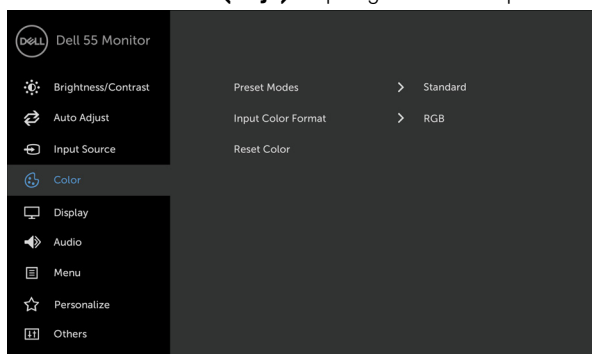 DELL Dell 55 Monitor
Brightness/Contrast
Preset Modes > Standard
Auto Adjust
Input Color Format > RGB
Input Source
Reset Color
Color
Display
Audio
Menu
Personalize
Others